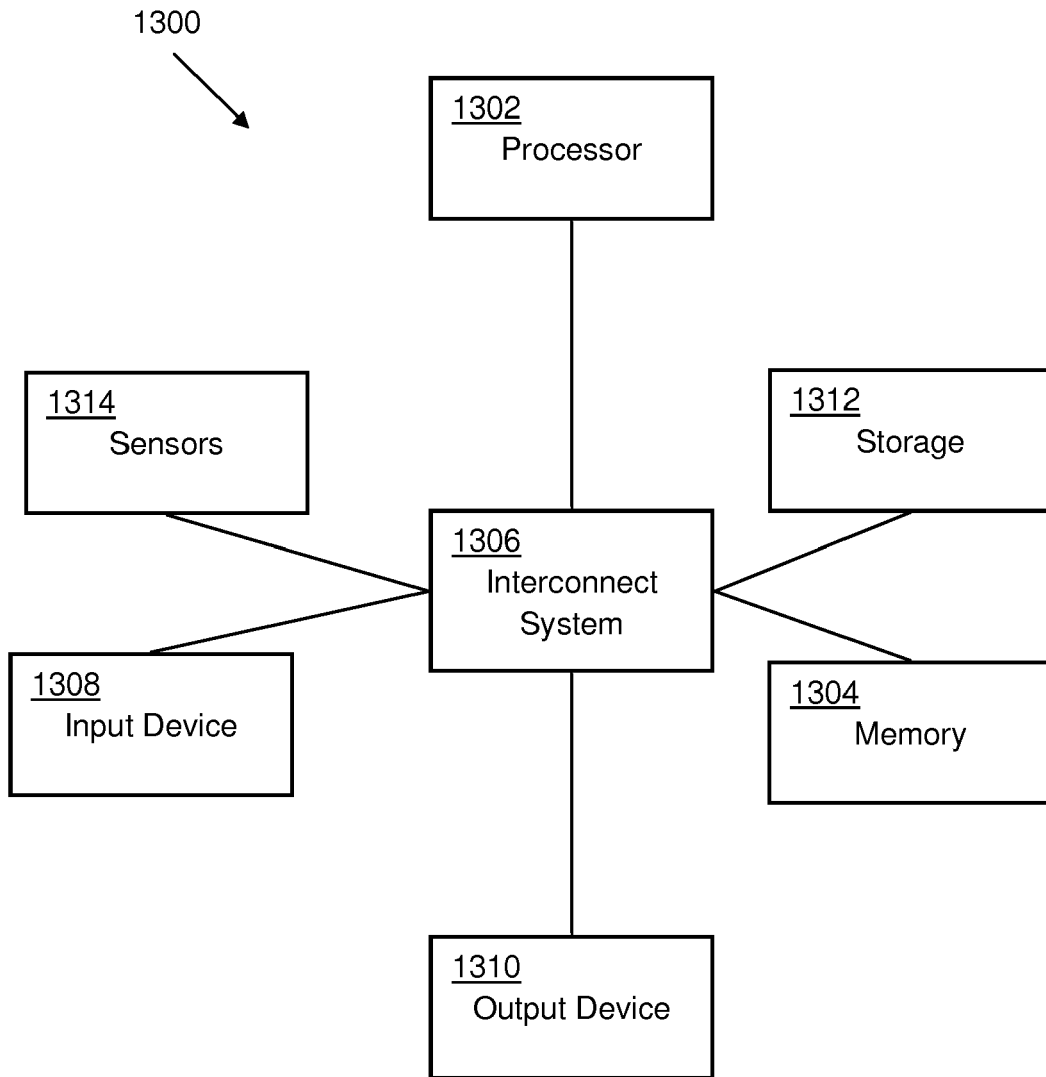 1300
1302
Processor
1314
Sensors
1312
Storage
1306
Interconnect
System
1308
Input Device
1304
Memory
1310
Output Device